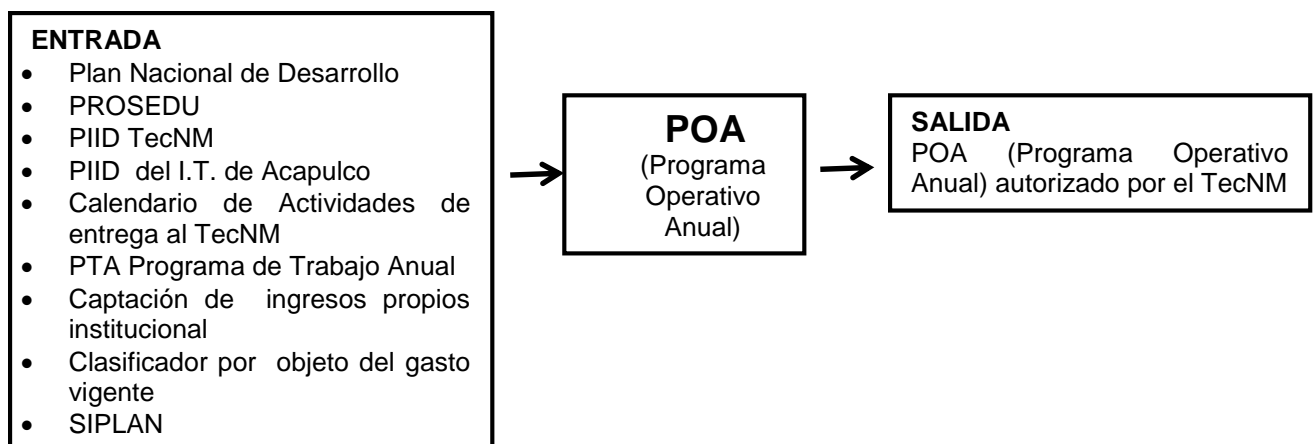 ENTRADA
• Plan Nacional de Desarrollo
• PROSEDU
• PIID TecNM
• PIID del I.T. de Acapulco
• Calendario de Actividades de
entrega al TecNM
• PTA Programa de Trabajo Anual
• Captación de ingresos propios
institucional
• Clasificador por objeto del gasto
vigente
• SIPLAN
POA
(Programa
Operativo
Anual)
SALIDA
POA (Programa Operativo
Anual) autorizado por el TecNM